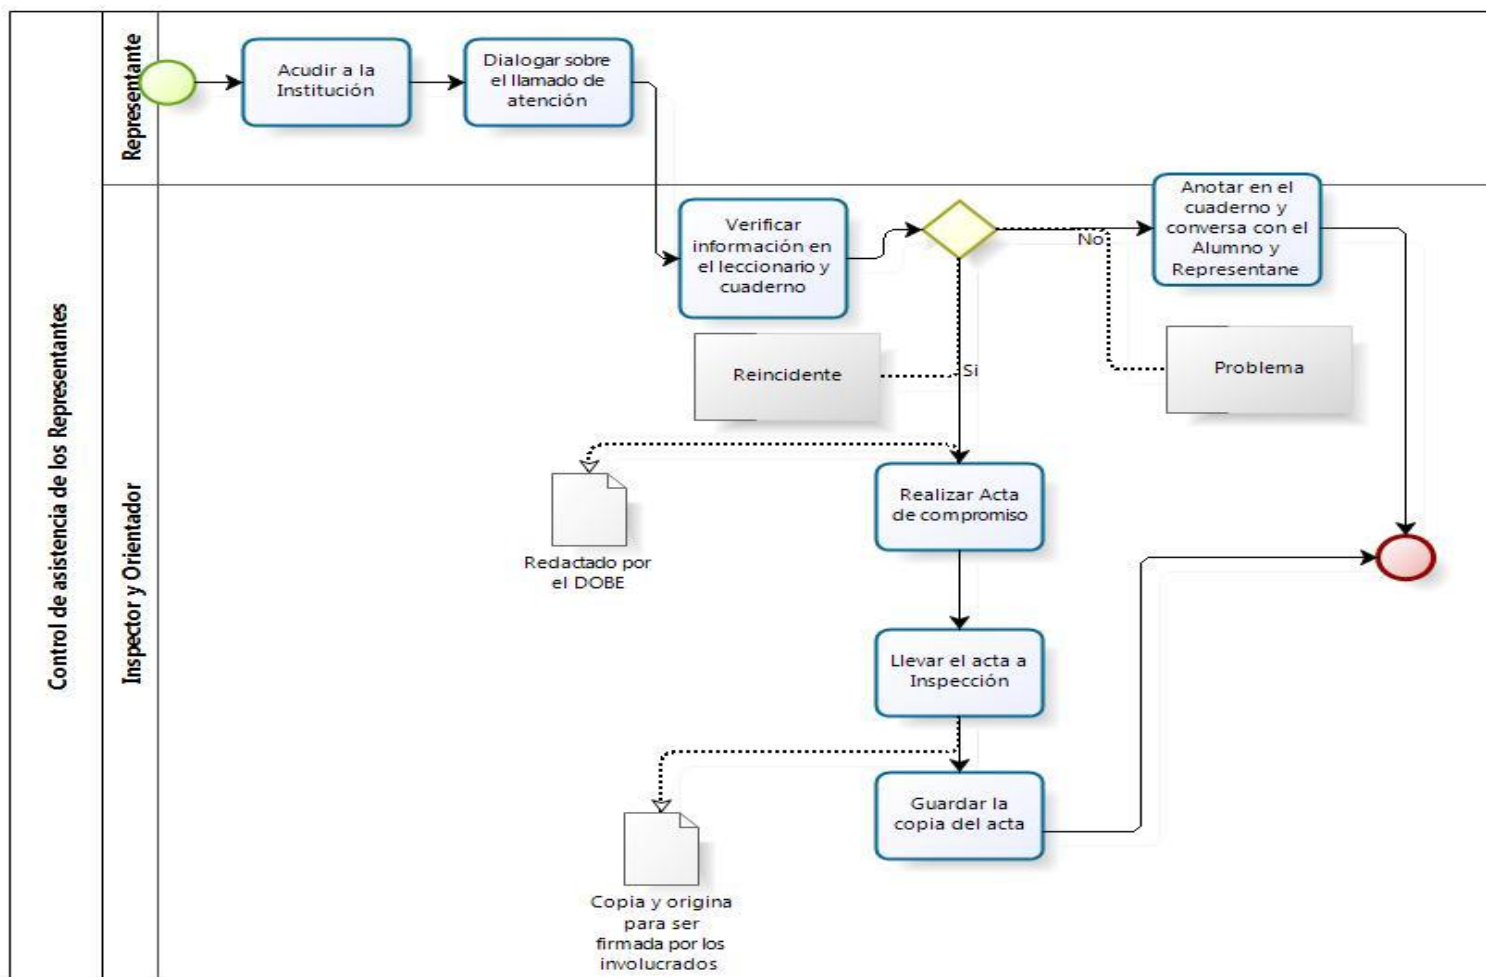 Control de asistencia de los Representantes
Representante
Acudir a la
Institución
Dialogar sobre
el llamado de
atención
Inspector y Orientador
Verificar
información en
el leccionario y
cuaderno
No
Anotar en el
cuaderno y
conversa con el
Alumno y
Representane
Reincidente
Si
Problema
Realizar Acta
de compromiso
Redactado por
el DOBE
Llevar el acta a
Inspección
Guardar la
copia del acta
Copia y origina
para ser
firmada por los
involucrados